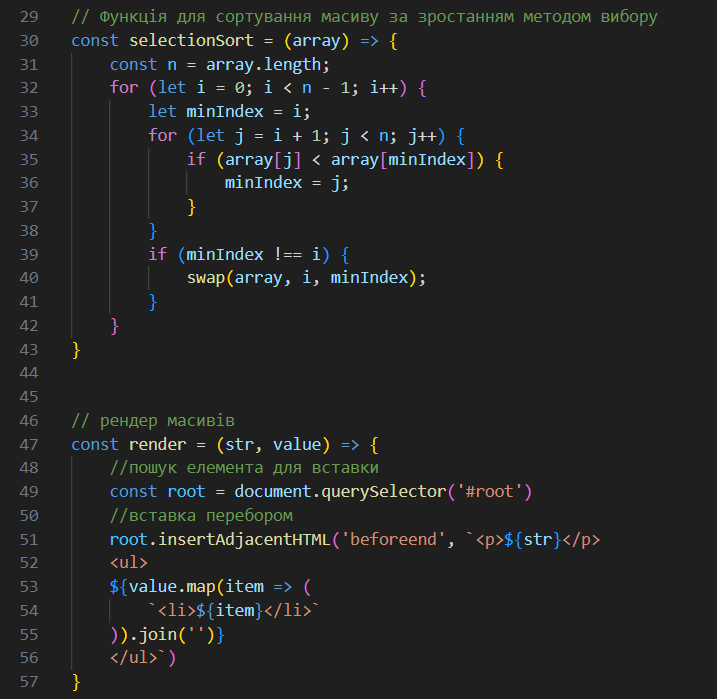 29 // Функція для сортування масиву за зростанням методом вибору
30 const selectionSort = (array) => {
31     const n = array.length;
32     for (let i = 0; i < n - 1; i++) {
33         let minIndex = i;
34         for (let j = i + 1; j < n; j++) {
35             if (array[j] < array[minIndex]) {
36                 minIndex = j;
37             }
38         }
39         if (minIndex !== i) {
40             swap(array, i, minIndex);
41         }
42     }
43 }
44
45
46 // рендер масивів
47 const render = (str, value) => {
48     //пошук елемента для вставки
49     const root = document.querySelector('#root')
50     //вставка перебором
51     root.insertAdjacentHTML('beforeend', `<p>${str}</p>
52     <ul>
53     ${value.map(item => (
54         `<li>${item}</li>`
55     )).join('')}
56     </ul>`)
57 }